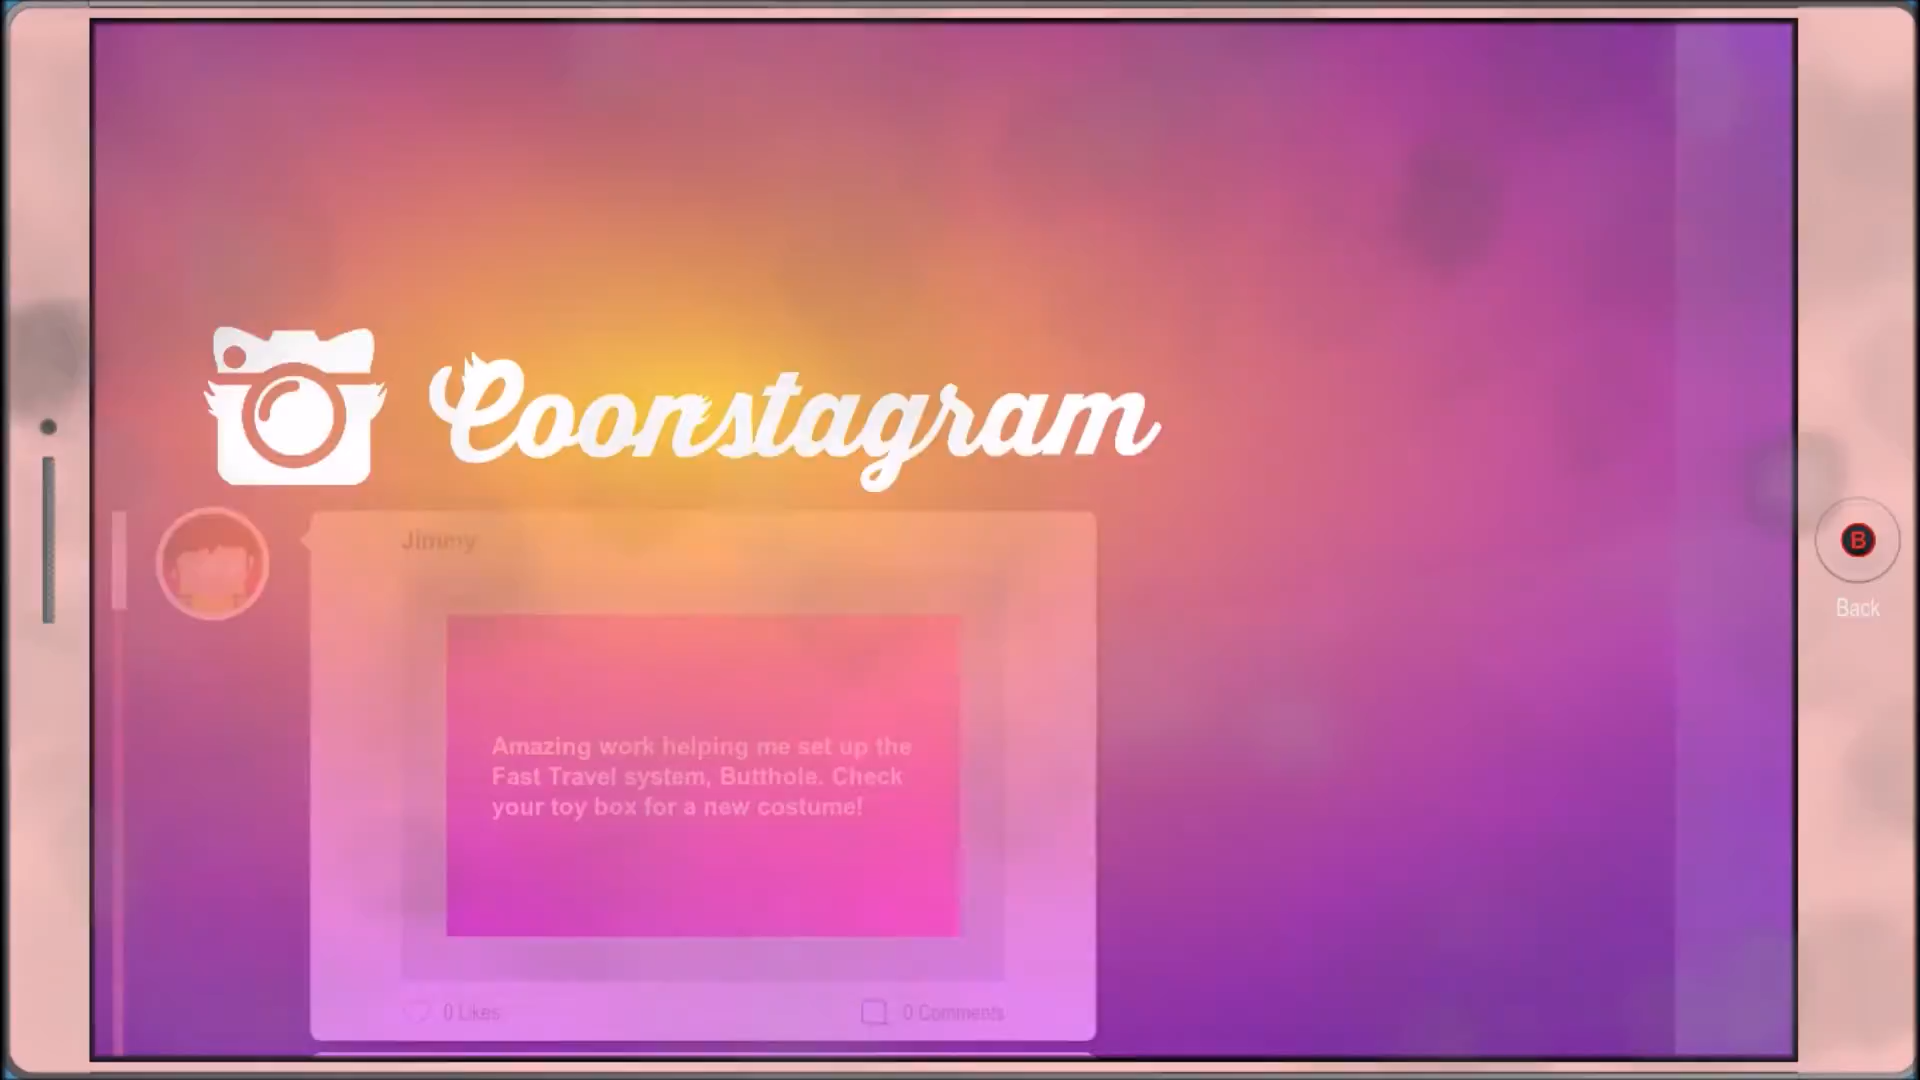 Coonstagram
Jimmy
Amazing work helping me set up the
Fast Travel system, Butthole. Check
your toy box for a new costume!
0 Likes
0 Comments
B
Back